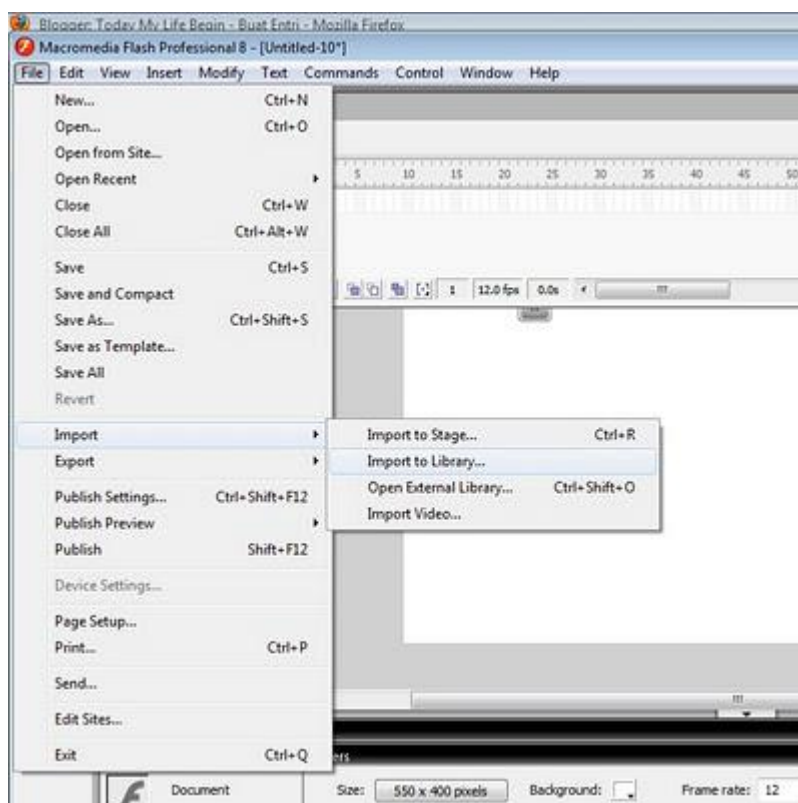 Blogger: Today My Life Begin - Buat Entri - Mozilla Firefox
Macromedia Flash Professional 8 - [Untitled-10*]
File Edit View Insert Modify Text Commands Control Window Help
New... Ctrl+N
Open... Ctrl+O
Open from Site...
Open Recent
5 10 15 20 25 30 35 40 45 50
Close Ctrl+W
Close All Ctrl+Alt+W
Save Ctrl+S
1 12.0 fps 0.0s
Save and Compact
Save As... Ctrl+Shift+S
Save as Template...
Save All
Revert
Import
Import to Stage... Ctrl+R
Export
Import to Library...
Publish Settings... Ctrl+Shift+F12
Open External Library... Ctrl+Shift+O
Publish Preview
Import Video...
Publish Shift+F12
Device Settings...
Page Setup...
Print... Ctrl+P
Send...
Edit Sites...
Exit Ctrl+Q
Document Size: 550 x 400 pixels Background: Frame rate: 12